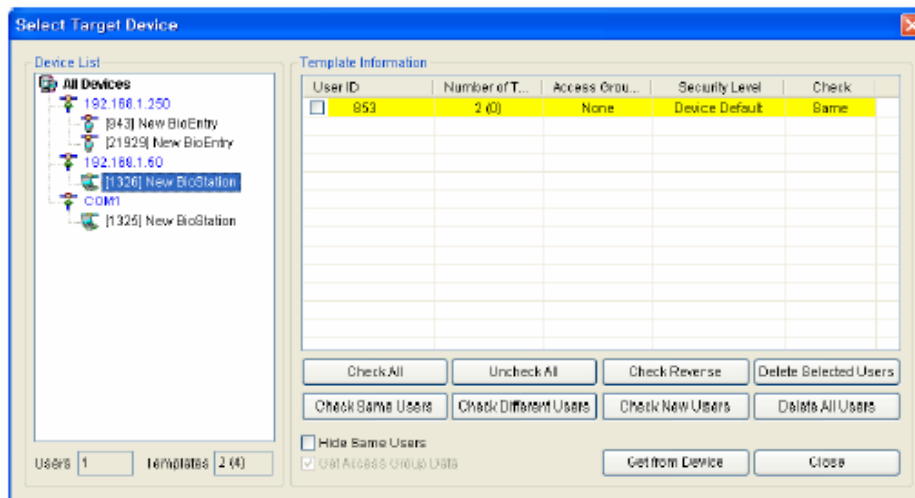 Select Target Device
Device List
All Devices
192.168.1.250
[943] New BioEntry
[21929] New BioEntry
192.168.1.60
[1326] New BioStation
COM1
[1325] New BioStation
Users 1 Templates 2 (4)
Template Information
User ID Number of T... Access Grou... Security Level Check
853 2 (0) None Device Default Same
Check All Uncheck All Check Reverse Delete Selected Users
Check Same Users Check Different Users Check New Users Delete All Users
Hide Same Users
Get Access Group Data
Get from Device Close